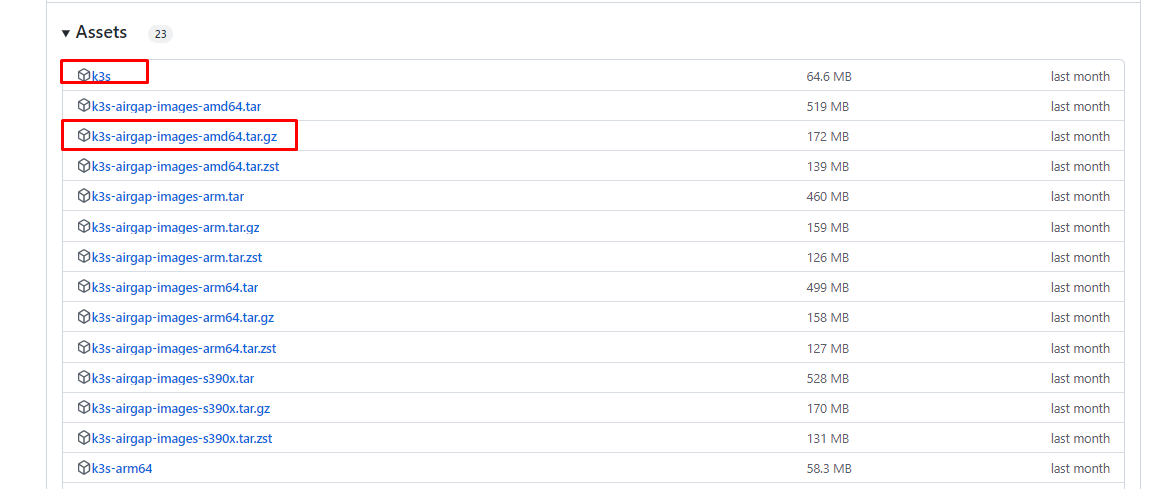 Assets 23
k3s 64.6 MB last month
k3s-airgap-images-amd64.tar 519 MB last month
k3s-airgap-images-amd64.tar.gz 172 MB last month
k3s-airgap-images-amd64.tar.zst 139 MB last month
k3s-airgap-images-arm.tar 460 MB last month
k3s-airgap-images-arm.tar.gz 159 MB last month
k3s-airgap-images-arm.tar.zst 126 MB last month
k3s-airgap-images-arm64.tar 499 MB last month
k3s-airgap-images-arm64.tar.gz 158 MB last month
k3s-airgap-images-arm64.tar.zst 127 MB last month
k3s-airgap-images-s390x.tar 528 MB last month
k3s-airgap-images-s390x.tar.gz 170 MB last month
k3s-airgap-images-s390x.tar.zst 131 MB last month
k3s-arm64 58.3 MB last month